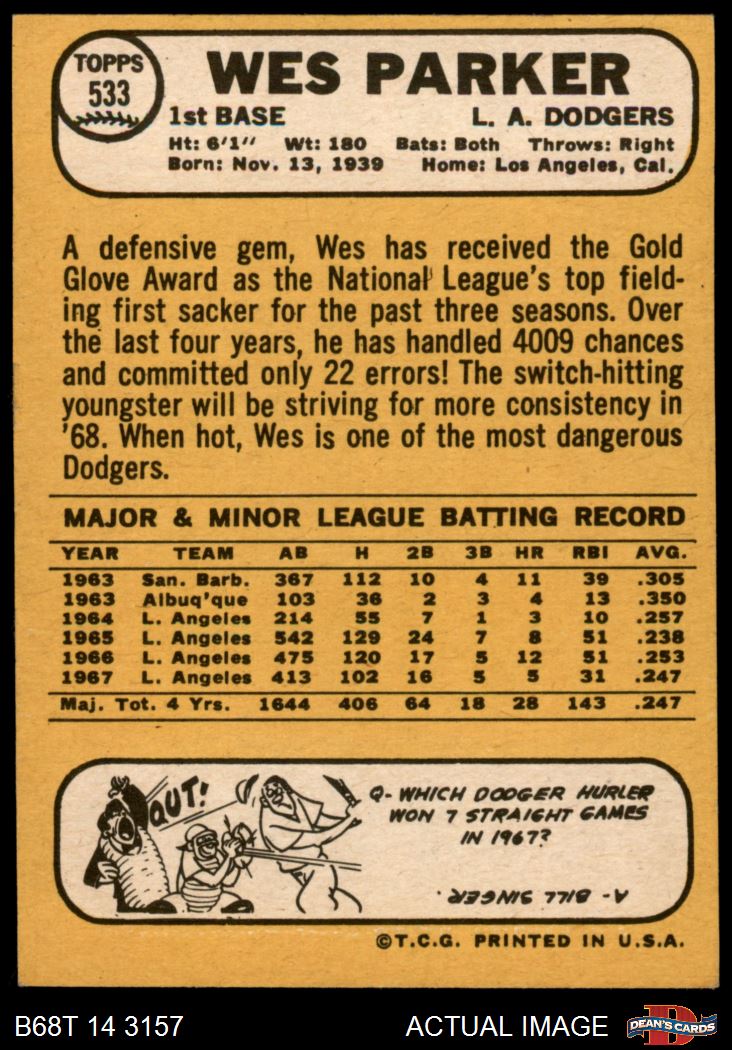 TOPPS
533
WES PARKER
1st BASE L. A. DODGERS
Ht: 6'1" Wt: 180 Bats: Both Throws: Right
Born: Nov. 13, 1939 Home: Los Angeles, Cal.
A defensive gem, Wes has received the Gold
Glove Award as the National League's top field-
ing first sacker for the past three seasons. Over
the last four years, he has handled 4009 chances
and committed only 22 errors! The switch-hitting
youngster will be striving for more consistency in
'68. When hot, Wes is one of the most dangerous
Dodgers.
MAJOR & MINOR LEAGUE BATTING RECORD
YEAR TEAM AB H 2B 3B HR RBI AVG.
1963 San. Barb. 367 112 10 4 11 39 .305
1963 Albuq'que 103 36 2 3 4 13 .350
1964 L. Angeles 214 55 7 1 3 10 .257
1965 L. Angeles 542 129 24 7 8 51 .238
1966 L. Angeles 475 120 17 5 12 51 .253
1967 L. Angeles 413 102 16 5 5 31 .247
Maj. Tot. 4 Yrs. 1644 406 64 18 28 143 .247
OUT!
Q- WHICH DODGER HURLER
WON 7 STRAIGHT GAMES
IN 1967?
A- BILL SINGER.
©T.C.G. PRINTED IN U.S.A.
B68T 14 3157 ACTUAL IMAGE DEAN'S CARDS